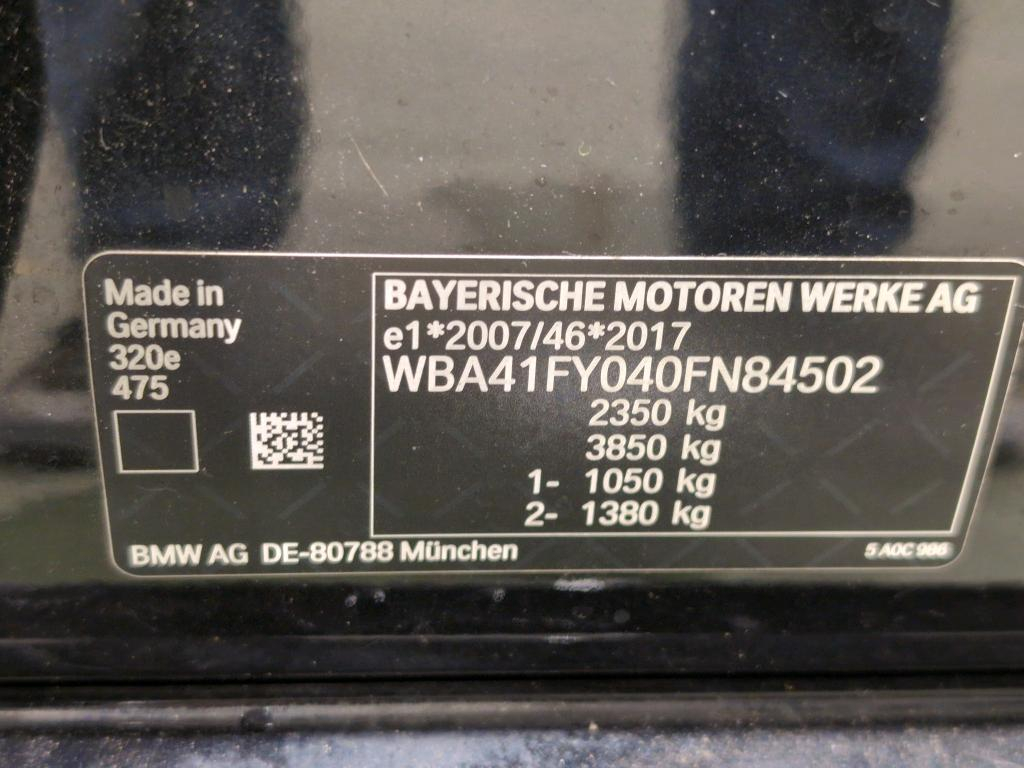 Made in
Germany
320e
475
BAYERISCHE MOTOREN WERKE AG
e1*2007/46*2017
WBA41FY040FN84502
2350 kg
3850 kg
1- 1050 kg
2- 1380 kg
BMW AG DE-80788 München
5 A0C 986